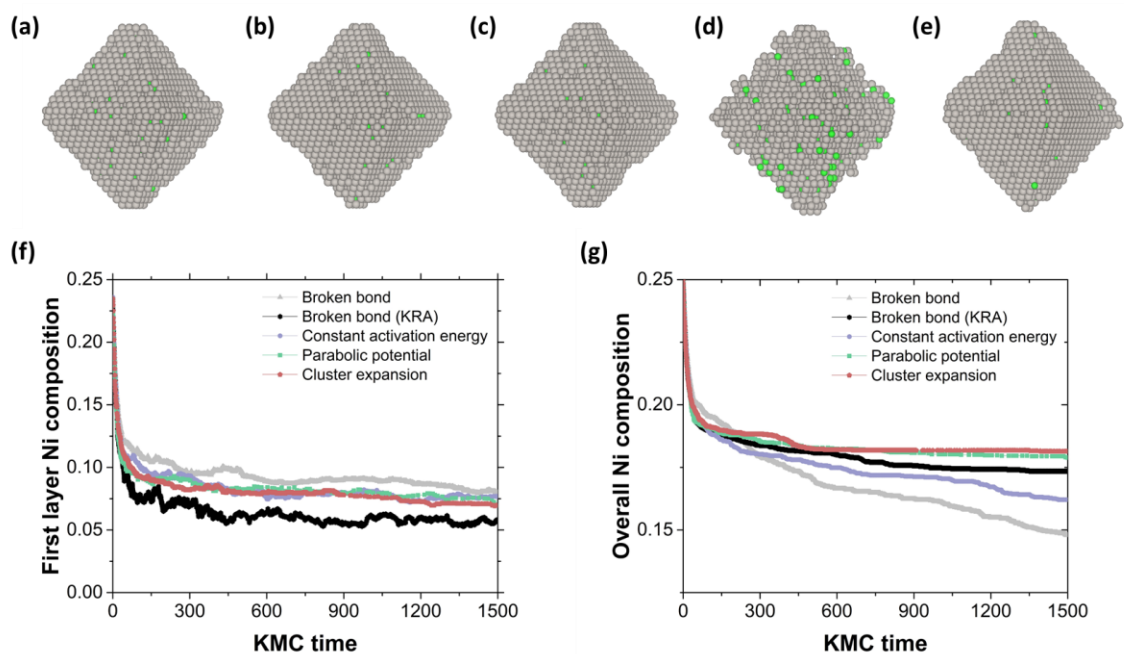 (a)
(b)
(c)
(d)
(e)
(f)
0.25
0.20
0.15
0.10
0.05
0.00
First layer Ni composition
Broken bond
Broken bond (KRA)
Constant activation energy
Parabolic potential
Cluster expansion
0
300
600
900
1200
1500
KMC time
(g)
0.25
0.20
0.15
Overall Ni composition
Broken bond
Broken bond (KRA)
Constant activation energy
Parabolic potential
Cluster expansion
0
300
600
900
1200
1500
KMC time